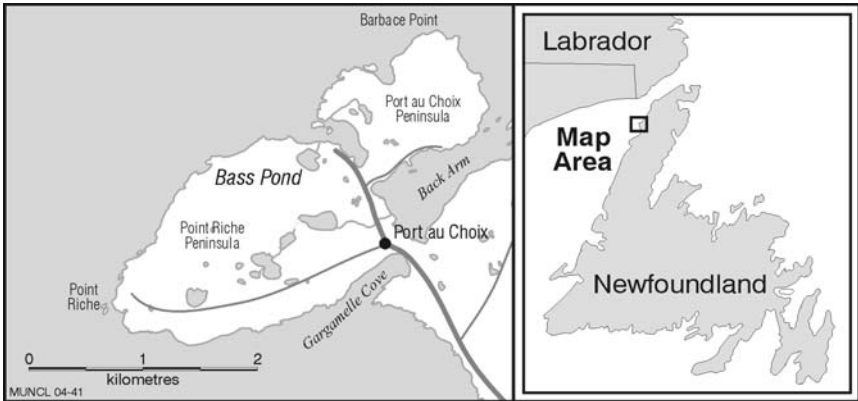 Barbace Point
Port au Choix
Peninsula
Bass Pond
Back Arm
Point Riche
Peninsula
Port au Choix
Point
Riche
Gargamelle Cove
0 1 2
kilometres
MUNCL 04-41
Labrador
Map
Area
Newfoundland